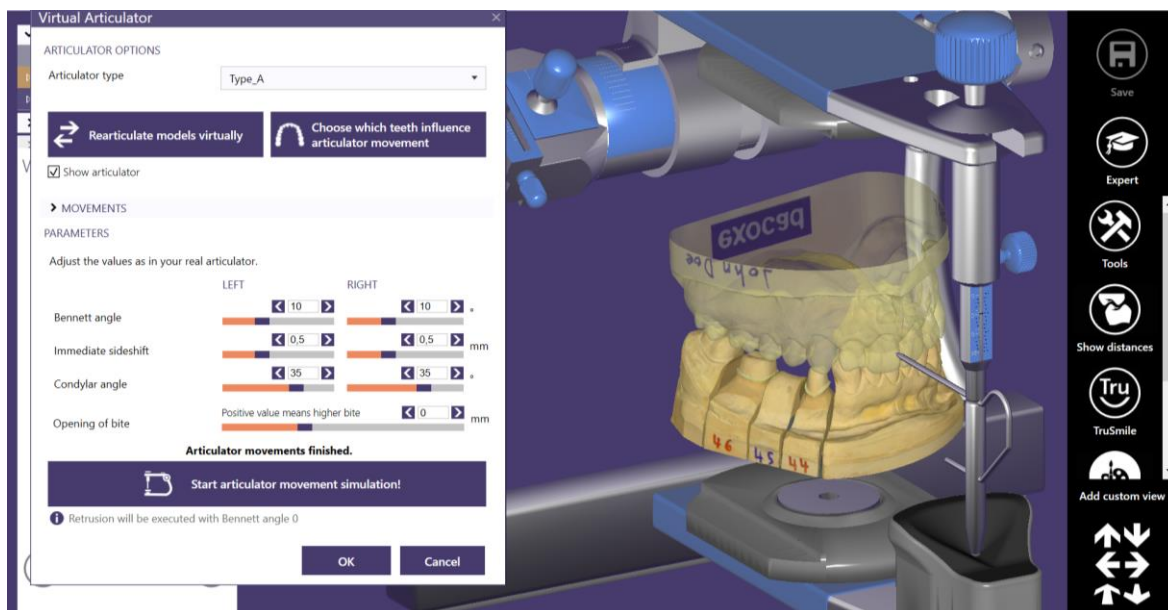 Virtual Articulator
ARTICULATOR OPTIONS
Articulator type
Type_A
Rearticulate models virtually
Choose which teeth influence
articulator movement
Show articulator
MOVEMENTS
PARAMETERS
Adjust the values as in your real articulator.
LEFT RIGHT
Bennett angle 10 10 °
Immediate sideshift 0,5 0,5 mm
Condylar angle 35 35 °
Opening of bite Positive value means higher bite 0 mm
Articulator movements finished.
Start articulator movement simulation!
Retrusion will be executed with Bennett angle 0
OK Cancel
exocad
John Doe
46 45 44
Save
Expert
Tools
Show distances
Tru
TruSmile
Add custom view